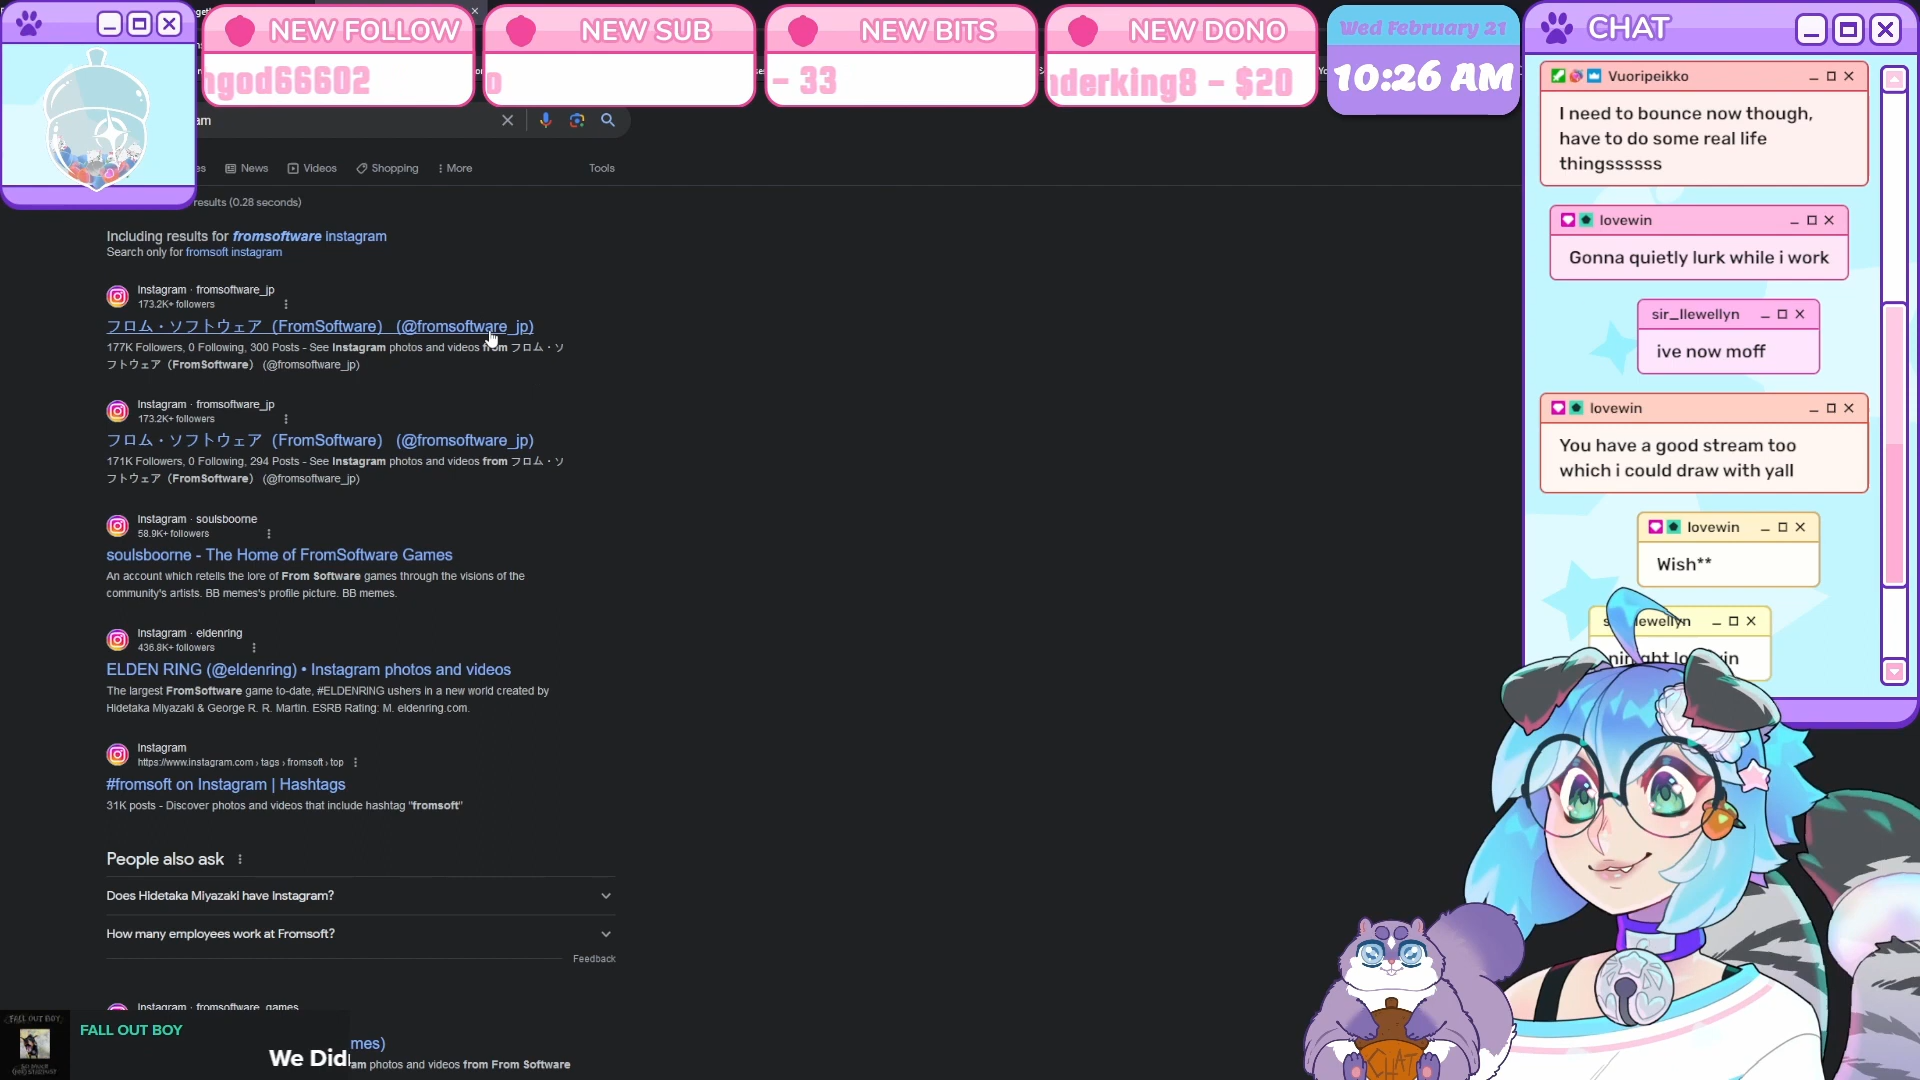 NEW FOLLOW
ngod66602
NEW SUB
o
NEW BITS
- 33
NEW DONO
nderking8 - $20
Wed February 21
10:26 AM
CHAT
am
es
News
Videos
Shopping
More
Tools
results (0.28 seconds)
Including results for fromsoftware instagram
Search only for fromsoft instagram
Instagram · fromsoftware_jp
173.2K+ followers
フロム・ソフトウェア (FromSoftware) (@fromsoftware_jp)
177K Followers, 0 Following, 300 Posts - See Instagram photos and videos from フロム・ソ
フトウェア (FromSoftware) (@fromsoftware_jp)
Instagram · fromsoftware_jp
173.2K+ followers
フロム・ソフトウェア (FromSoftware) (@fromsoftware_jp)
171K Followers, 0 Following, 294 Posts - See Instagram photos and videos from フロム・ソ
フトウェア (FromSoftware) (@fromsoftware_jp)
Instagram · soulsboorne
58.9K+ followers
soulsboorne - The Home of FromSoftware Games
An account which retells the lore of From Software games through the visions of the
community's artists. BB memes's profile picture. BB memes.
Instagram · eldenring
436.8K+ followers
ELDEN RING (@eldenring) • Instagram photos and videos
The largest FromSoftware game to-date, #ELDENRING ushers in a new world created by
Hidetaka Miyazaki & George R. R. Martin. ESRB Rating: M. eldenring.com.
Instagram
https://www.instagram.com › tags › fromsoft › top
#fromsoft on Instagram | Hashtags
31K posts - Discover photos and videos that include hashtag "fromsoft"
People also ask
Does Hidetaka Miyazaki have Instagram?
How many employees work at Fromsoft?
Feedback
Instagram · fromsoftware_games
mes)
am photos and videos from From Software
FALL OUT BOY
FALL OUT BOY
We Did
Vuoripeikko
I need to bounce now though,
have to do some real life
thingssssss
lovewin
Gonna quietly lurk while i work
sir_llewellyn
ive now moff
lovewin
You have a good stream too
which i could draw with yall
lovewin
Wish**
CHAT